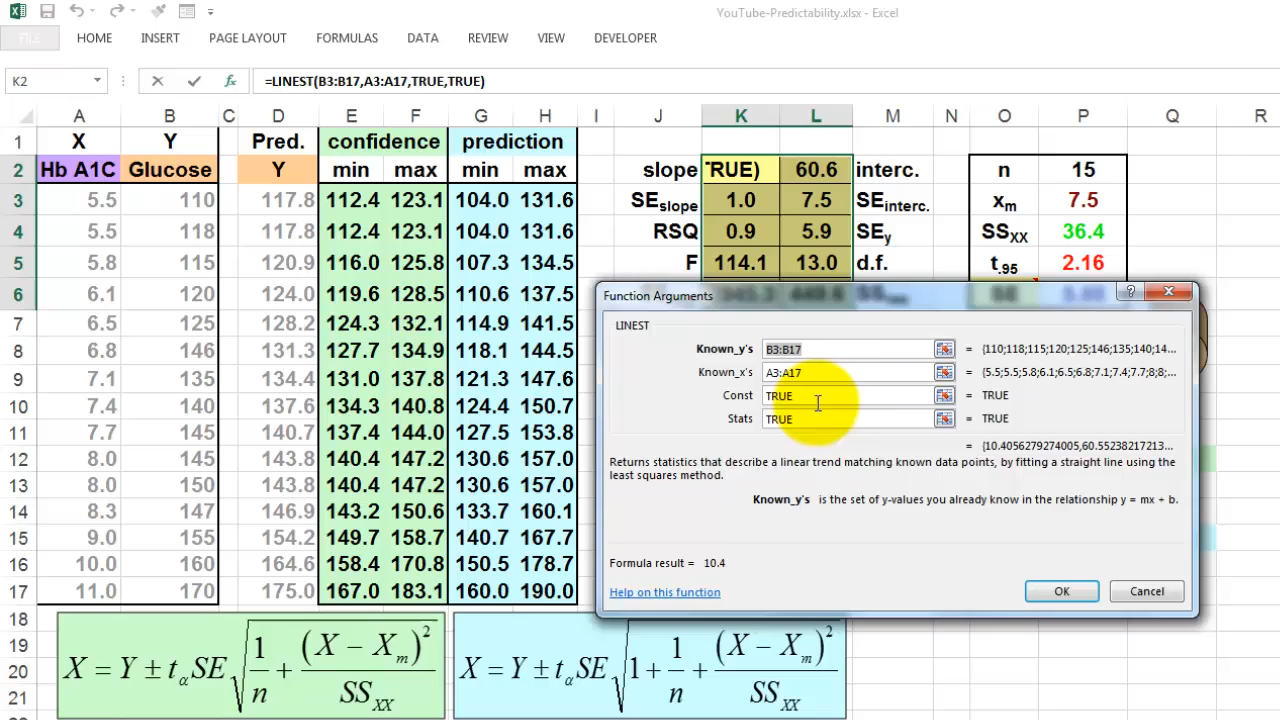 YouTube-Predictability.xlsx - Excel
FILE HOME INSERT PAGE LAYOUT FORMULAS DATA REVIEW VIEW DEVELOPER
K2 fx =LINEST(B3:B17,A3:A17,TRUE,TRUE)
A B C D E F G H I J K L M N O P Q R
1 X Y Pred. confidence prediction
2 Hb A1C Glucose Y min max min max slope TRUE) 60.6 interc. n 15
3 5.5 110 117.8 112.4 123.1 104.0 131.6 SEslope 1.0 7.5 SEinterc. xm 7.5
4 5.5 118 117.8 112.4 123.1 104.0 131.6 RSQ 0.9 5.9 SEy SSXX 36.4
5 5.8 115 120.9 116.0 125.8 107.3 134.5 F 114.1 13.0 d.f. t.95 2.16
6 6.1 120 124.0 119.6 128.5 110.6 137.5
7 6.5 125 128.2 124.3 132.1 114.9 141.5
8 6.8 146 131.3 127.7 134.9 118.1 144.5
9 7.1 135 134.4 131.0 137.8 121.3 147.6
10 7.4 140 137.6 134.3 140.8 124.4 150.7
11 7.7 145 140.7 137.4 144.0 127.5 153.8
12 8.0 145 143.8 140.4 147.2 130.6 157.0
13 8.0 150 143.8 140.4 147.2 130.6 157.0
14 8.3 147 146.9 143.2 150.6 133.7 160.1
15 9.0 155 154.2 149.7 158.7 140.7 167.7
16 10.0 160 164.6 158.4 170.8 150.5 178.7
17 11.0 170 175.0 167.0 183.1 160.0 190.0
18
19
20
21
X = Y ± tα SE √(1/n + (X − Xm)²/SSXX)
X = Y ± tα SE √(1 + 1/n + (X − Xm)²/SSXX)
Function Arguments
LINEST
Known_y's B3:B17 = {110;118;115;120;125;146;135;140;14...
Known_x's A3:A17 = {5.5;5.5;5.8;6.1;6.5;6.8;7.1;7.4;7.7;8;8;...
Const TRUE = TRUE
Stats TRUE = TRUE
= {10.4056279274005,60.55238217213...
Returns statistics that describe a linear trend matching known data points, by fitting a straight line using the
least squares method.
Known_y's is the set of y-values you already know in the relationship y = mx + b.
Formula result = 10.4
Help on this function
OK Cancel